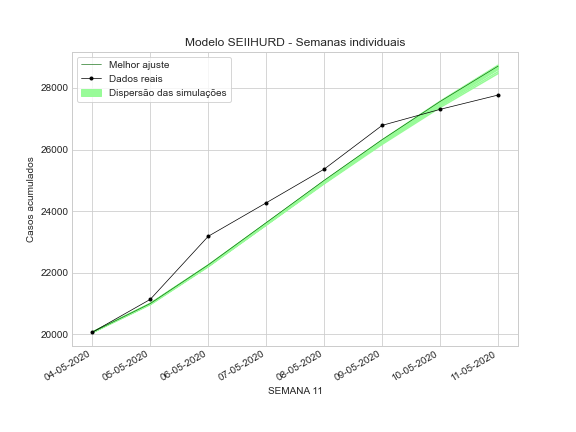 Modelo SEIIHURD - Semanas individuais
Melhor ajuste
Dados reais
Dispersão das simulações
Casos acumulados
28000
26000
24000
22000
20000
04-05-2020
05-05-2020
06-05-2020
07-05-2020
08-05-2020
09-05-2020
10-05-2020
11-05-2020
SEMANA 11